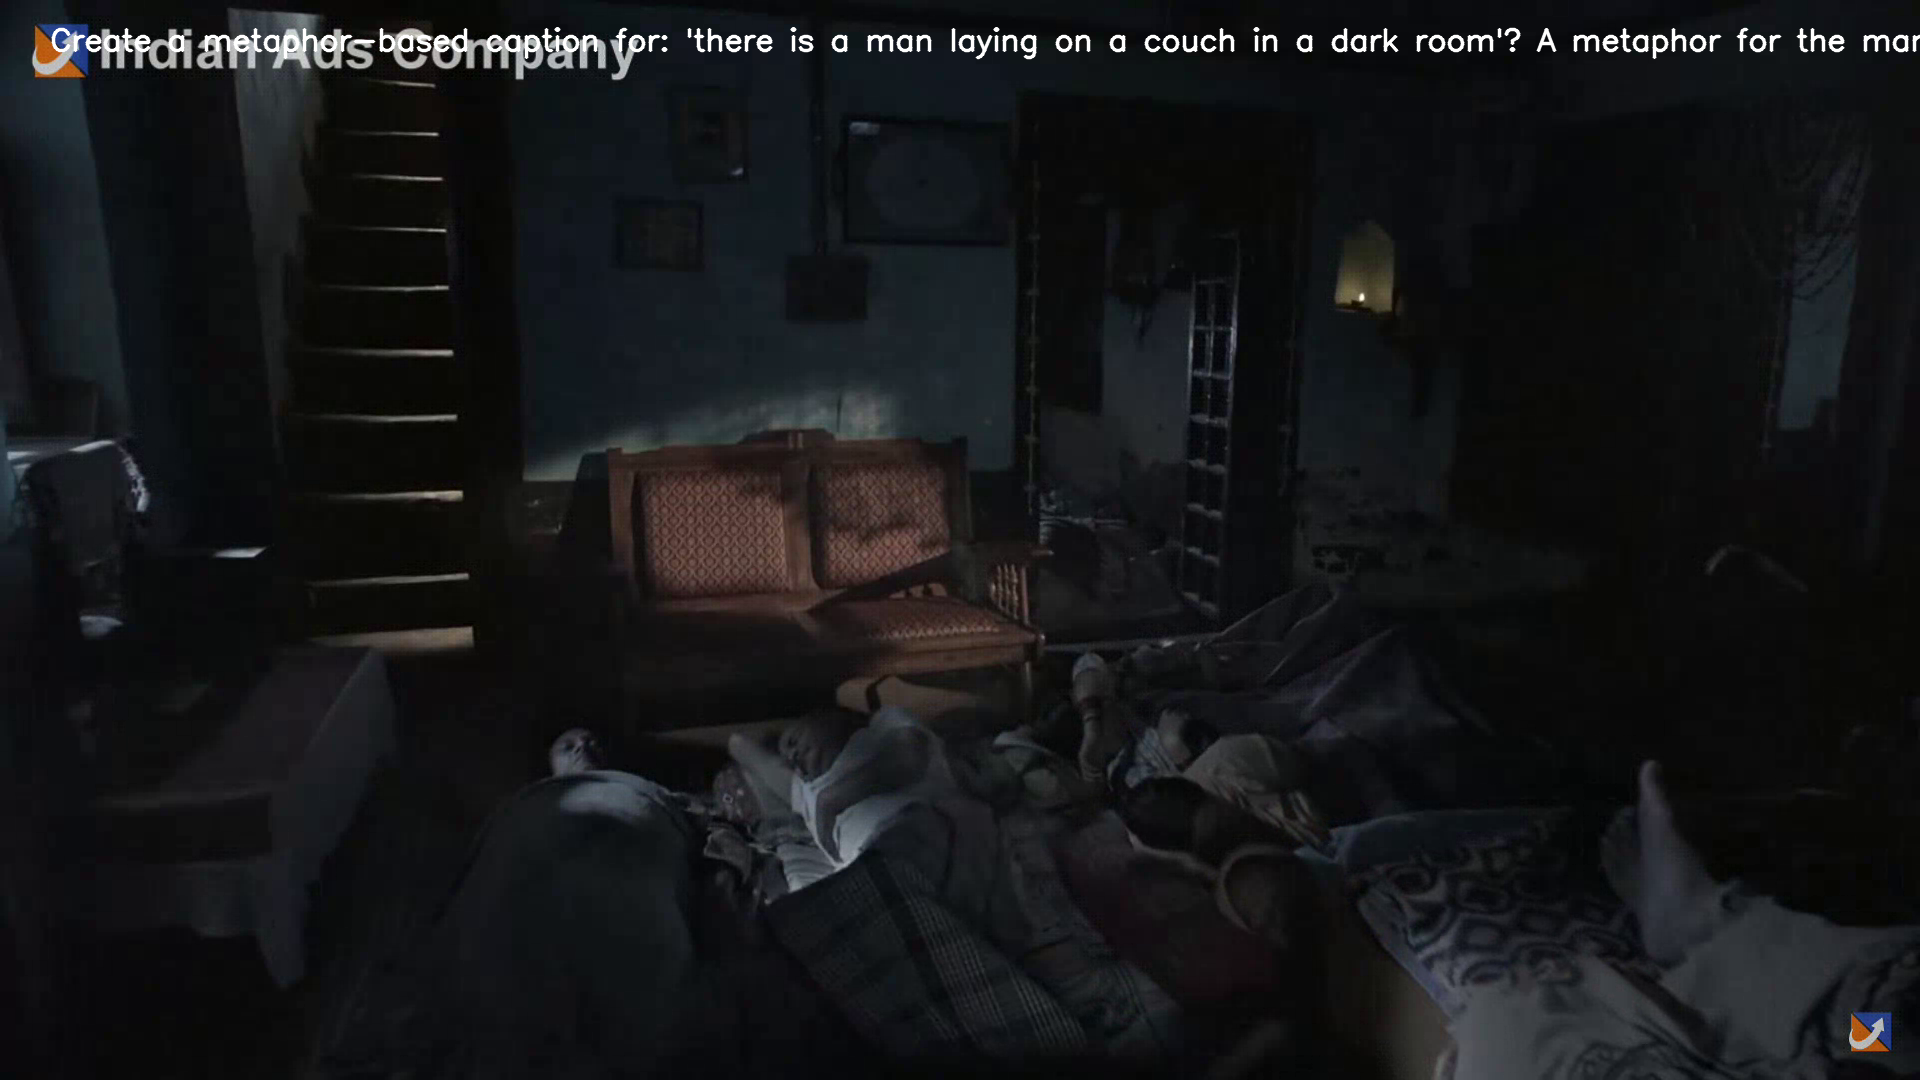 Create a metaphor-based caption for: 'there is a man laying on a couch in a dark room'? A metaphor for the man
Indian Ads Company